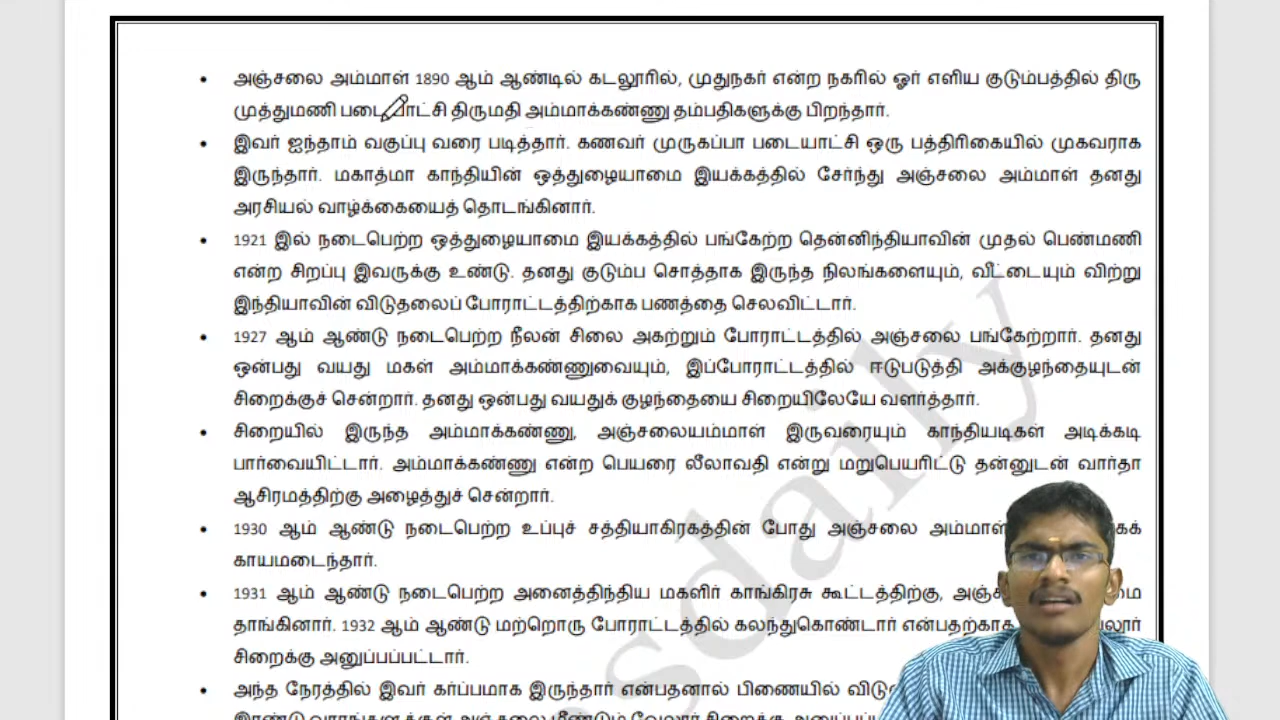 • அஞ்சலை அம்மாள் 1890 ஆம் ஆண்டில் கடலூரில், முதுநகர் என்ற நகரில் ஓர் எளிய குடும்பத்தில் திரு
முத்துமணி படையாட்சி திருமதி அம்மாக்கண்ணு தம்பதிகளுக்கு பிறந்தார்.
• இவர் ஐந்தாம் வகுப்பு வரை படித்தார். கணவர் முருகப்பா படையாட்சி ஒரு பத்திரிகையில் முகவராக
இருந்தார். மகாத்மா காந்தியின் ஒத்துழையாமை இயக்கத்தில் சேர்ந்து அஞ்சலை அம்மாள் தனது
அரசியல் வாழ்க்கையைத் தொடங்கினார்.
• 1921 இல் நடைபெற்ற ஒத்துழையாமை இயக்கத்தில் பங்கேற்ற தென்னிந்தியாவின் முதல் பெண்மணி
என்ற சிறப்பு இவருக்கு உண்டு. தனது குடும்ப சொத்தாக இருந்த நிலங்களையும், வீட்டையும் விற்று
இந்தியாவின் விடுதலைப் போராட்டத்திற்காக பணத்தை செலவிட்டார்.
• 1927 ஆம் ஆண்டு நடைபெற்ற நீலன் சிலை அகற்றும் போராட்டத்தில் அஞ்சலை பங்கேற்றார். தனது
ஒன்பது வயது மகள் அம்மாக்கண்ணுவையும், இப்போராட்டத்தில் ஈடுபடுத்தி அக்குழந்தையுடன்
சிறைக்குச் சென்றார். தனது ஒன்பது வயதுக் குழந்தையை சிறையிலேயே வளர்த்தார்.
• சிறையில் இருந்த அம்மாக்கண்ணு, அஞ்சலையம்மாள் இருவரையும் காந்தியடிகள் அடிக்கடி
பார்வையிட்டார். அம்மாக்கண்ணு என்ற பெயரை லீலாவதி என்று மறுபெயரிட்டு தன்னுடன் வார்தா
ஆசிரமத்திற்கு அழைத்துச் சென்றார்.
• 1930 ஆம் ஆண்டு நடைபெற்ற உப்புச் சத்தியாகிரகத்தின் போது அஞ்சலை அம்மாள்
காயமடைந்தார்.
• 1931 ஆம் ஆண்டு நடைபெற்ற அனைத்திந்திய மகளிர் காங்கிரசு கூட்டத்திற்கு,
தாங்கினார். 1932 ஆம் ஆண்டு மற்றொரு போராட்டத்தில் கலந்துகொண்டார் என்பதற்காக
சிறைக்கு அனுப்பப்பட்டார்.
• அந்த நேரத்தில் இவர் கர்ப்பமாக இருந்தார் என்பதனால் பிணையில்
sdaily